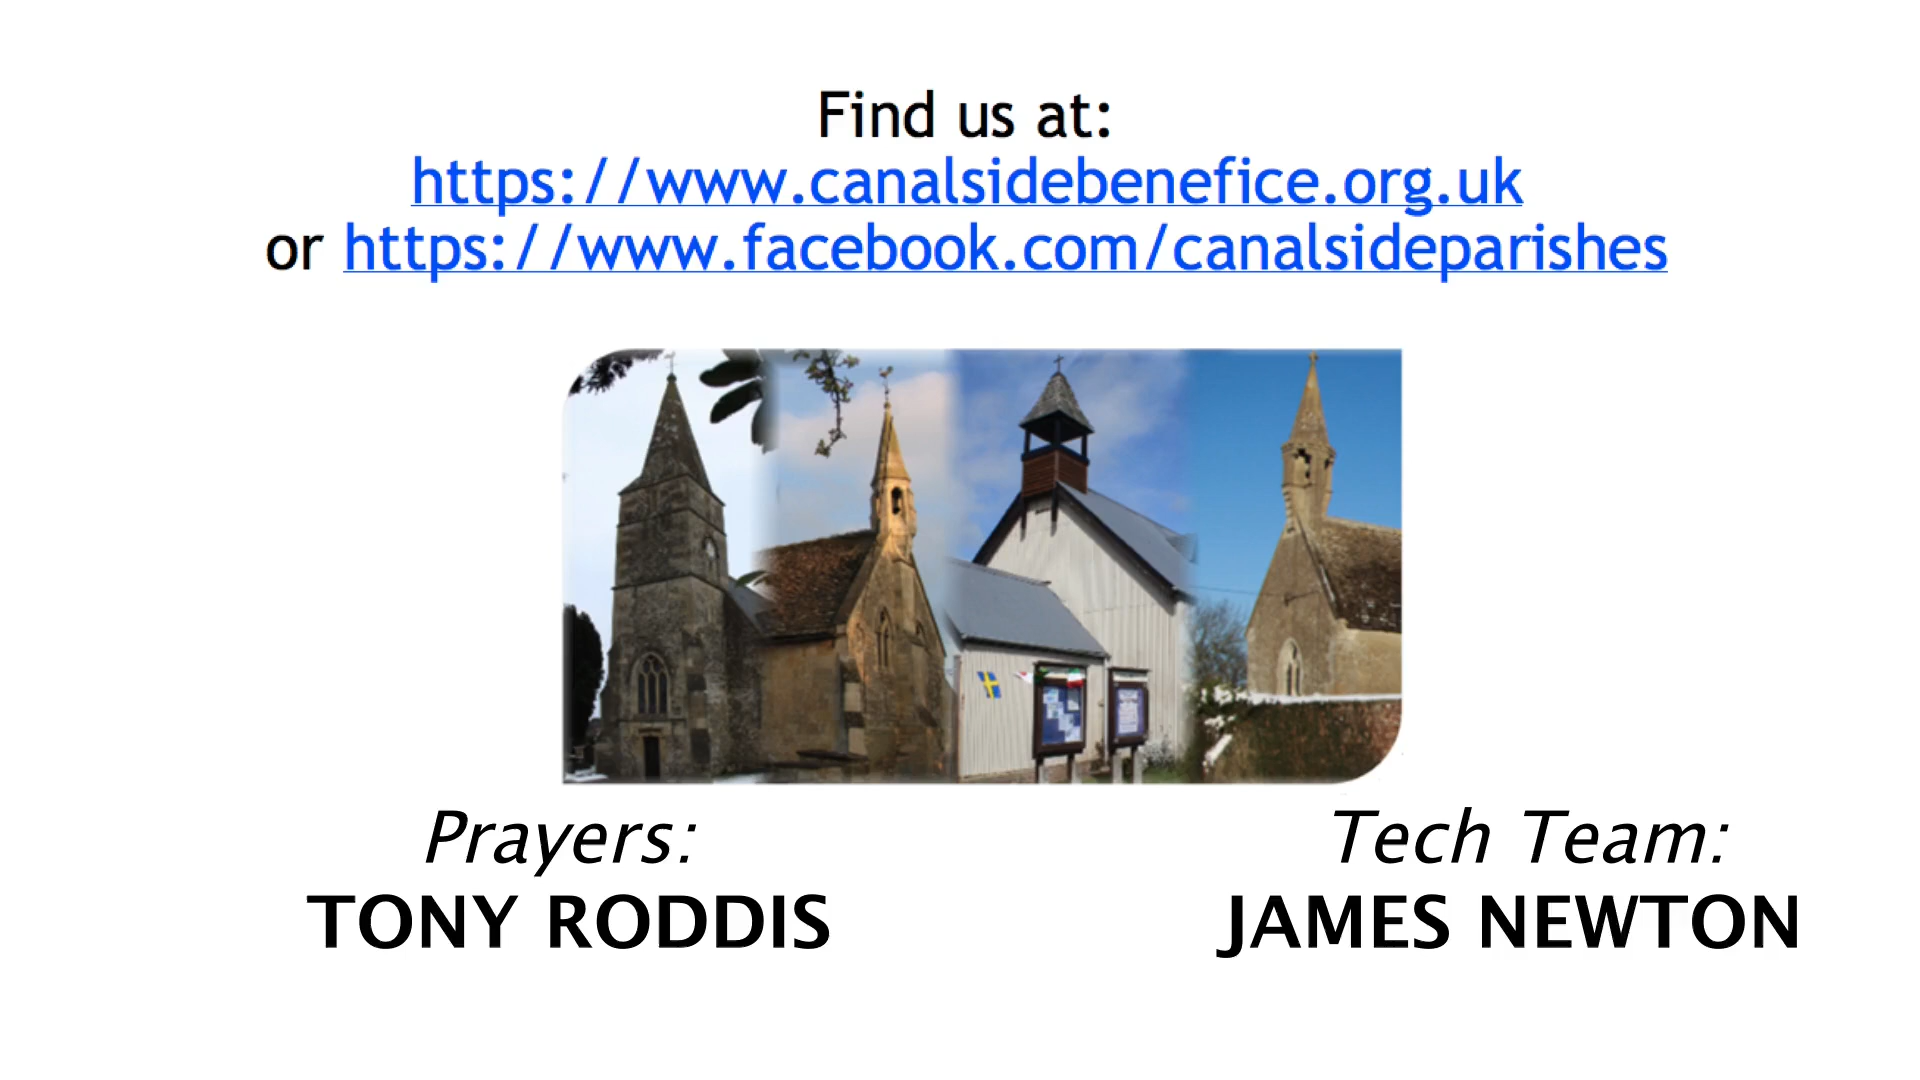 Find us at:
https://www.canalsidebenefice.org.uk
or https://www.facebook.com/canalsideparishes
Prayers:
TONY RODDIS
Tech Team:
JAMES NEWTON